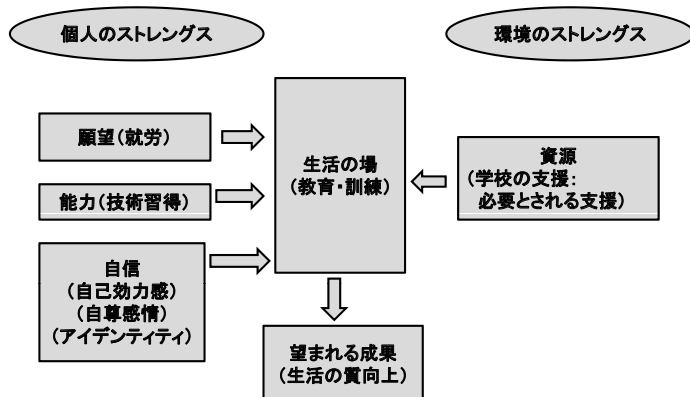 個人のストレングス
環境のストレングス
願望(就労)
能力(技術習得)
自信
(自己効力感)
(自尊感情)
(アイデンティティ)
生活の場
(教育・訓練)
資源
(学校の支援:
必要とされる支援)
望まれる成果
(生活の質向上)